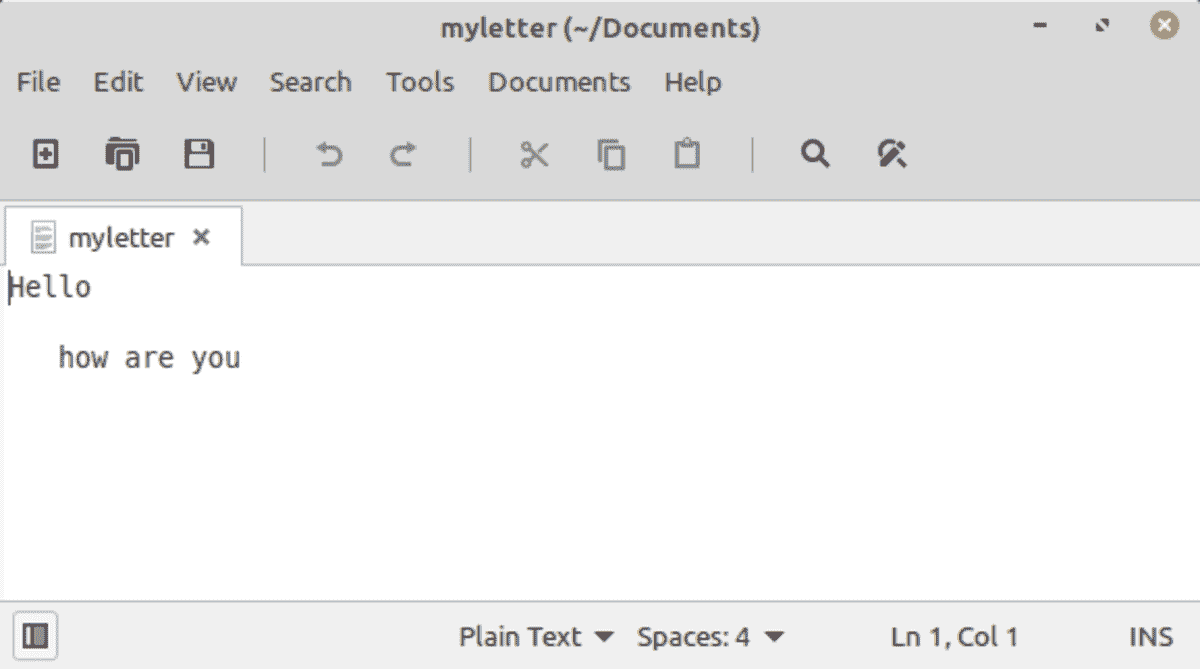 myletter (~/Documents)
File Edit View Search Tools Documents Help
myletter
Hello
how are you
Plain Text Spaces: 4 Ln 1, Col 1 INS